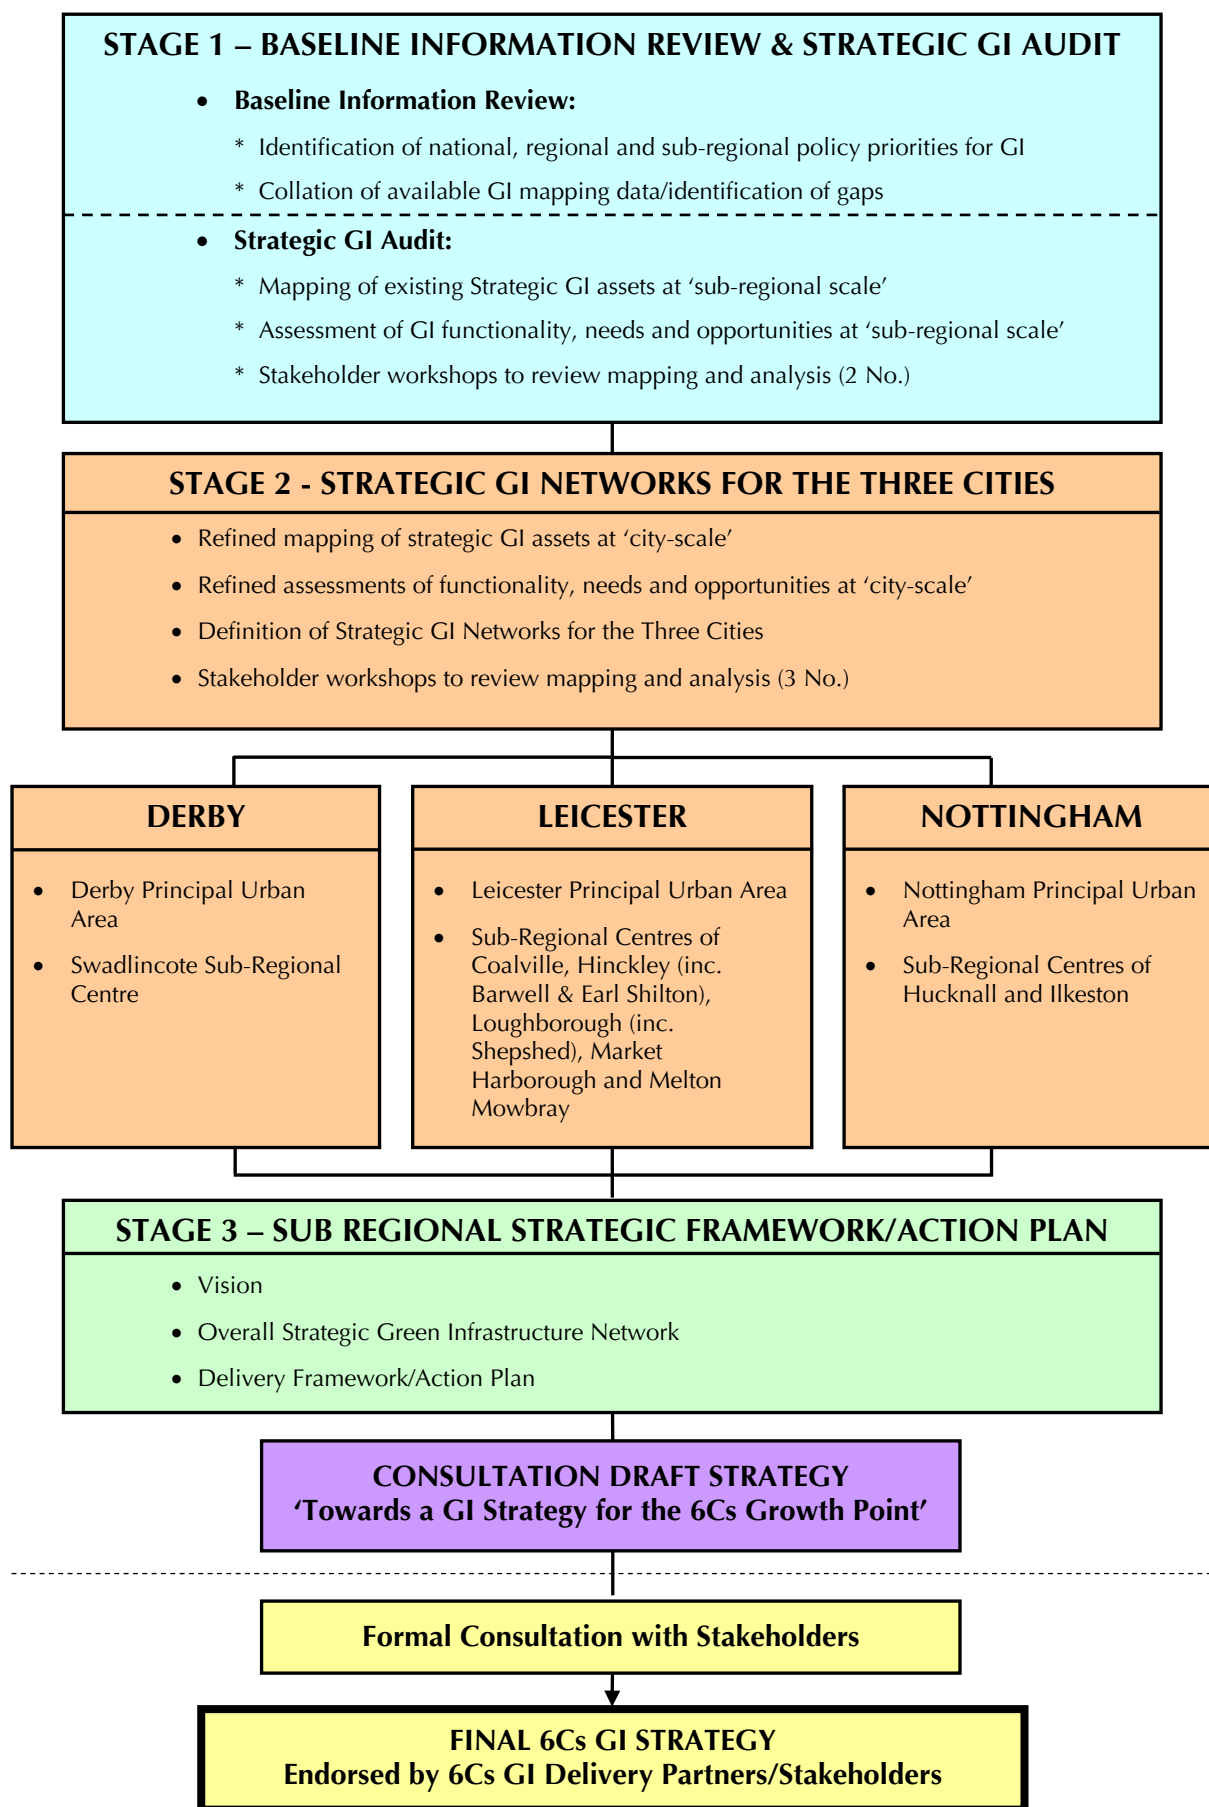 STAGE 1 – BASELINE INFORMATION REVIEW & STRATEGIC GI AUDIT
• Baseline Information Review:
* Identification of national, regional and sub-regional policy priorities for GI
* Collation of available GI mapping data/identification of gaps
• Strategic GI Audit:
* Mapping of existing Strategic GI assets at ‘sub-regional scale’
* Assessment of GI functionality, needs and opportunities at ‘sub-regional scale’
* Stakeholder workshops to review mapping and analysis (2 No.)
STAGE 2 - STRATEGIC GI NETWORKS FOR THE THREE CITIES
• Refined mapping of strategic GI assets at ‘city-scale’
• Refined assessments of functionality, needs and opportunities at ‘city-scale’
• Definition of Strategic GI Networks for the Three Cities
• Stakeholder workshops to review mapping and analysis (3 No.)
DERBY
• Derby Principal Urban
Area
• Swadlincote Sub-Regional
Centre
LEICESTER
• Leicester Principal Urban Area
• Sub-Regional Centres of
Coalville, Hinckley (inc.
Barwell & Earl Shilton),
Loughborough (inc.
Shepshed), Market
Harborough and Melton
Mowbray
NOTTINGHAM
• Nottingham Principal Urban
Area
• Sub-Regional Centres of
Hucknall and Ilkeston
STAGE 3 – SUB REGIONAL STRATEGIC FRAMEWORK/ACTION PLAN
• Vision
• Overall Strategic Green Infrastructure Network
• Delivery Framework/Action Plan
CONSULTATION DRAFT STRATEGY
‘Towards a GI Strategy for the 6Cs Growth Point’
Formal Consultation with Stakeholders
FINAL 6Cs GI STRATEGY
Endorsed by 6Cs GI Delivery Partners/Stakeholders